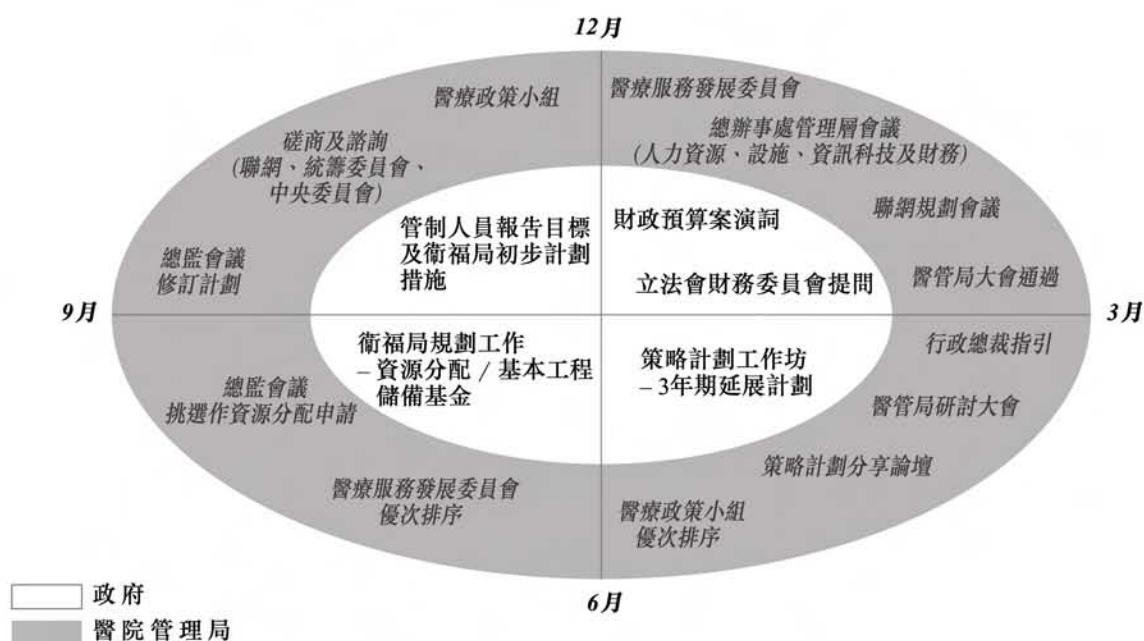 12月
醫療政策小組
醫療服務發展委員會
磋商及諮詢
(聯網、統籌委員會、
中央委員會)
總辦事處管理層會議
(人力資源、設施、資訊科技及財務)
聯網規劃會議
管制人員報告目標
及衞福局初步計劃
措施
財政預算案演詞
立法會財務委員會提問
總監會議
修訂計劃
醫管局大會通過
9月
3月
衞福局規劃工作
– 資源分配 / 基本工程
儲備基金
策略計劃工作坊
– 3年期延展計劃
行政總裁指引
總監會議
挑選作資源分配申請
醫管局研討大會
策略計劃分享論壇
醫療服務發展委員會
優次排序
醫療政策小組
優次排序
6月
政府
醫院管理局